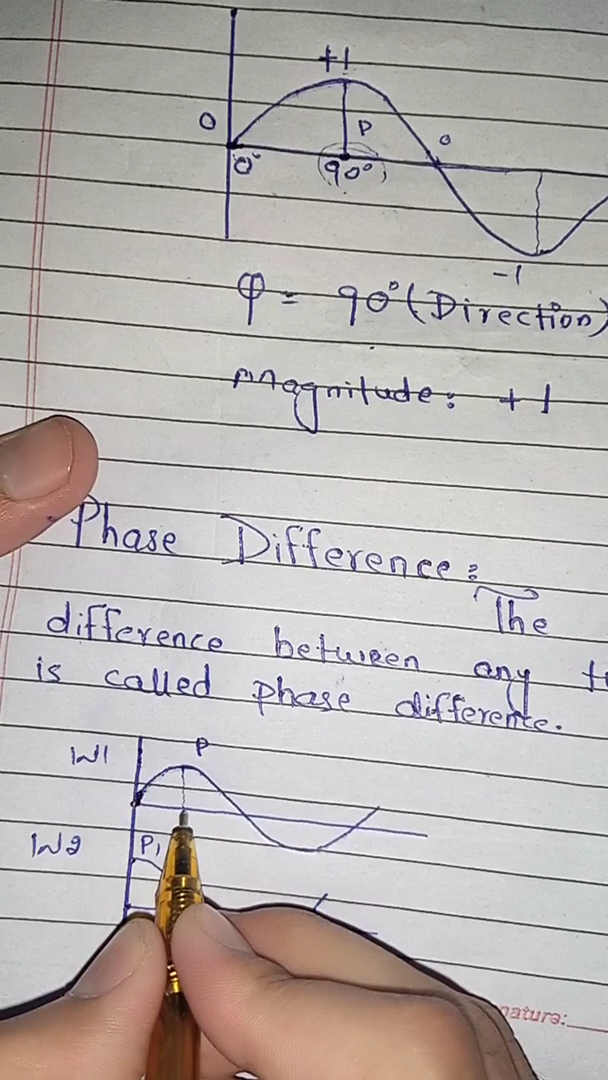 +1
0
P
0
0°
90°
-1
φ = 90° (Direction)
Magnitude: +1
Phase Difference:
The
difference between any
is called phase difference.
W1
P
W2
P1